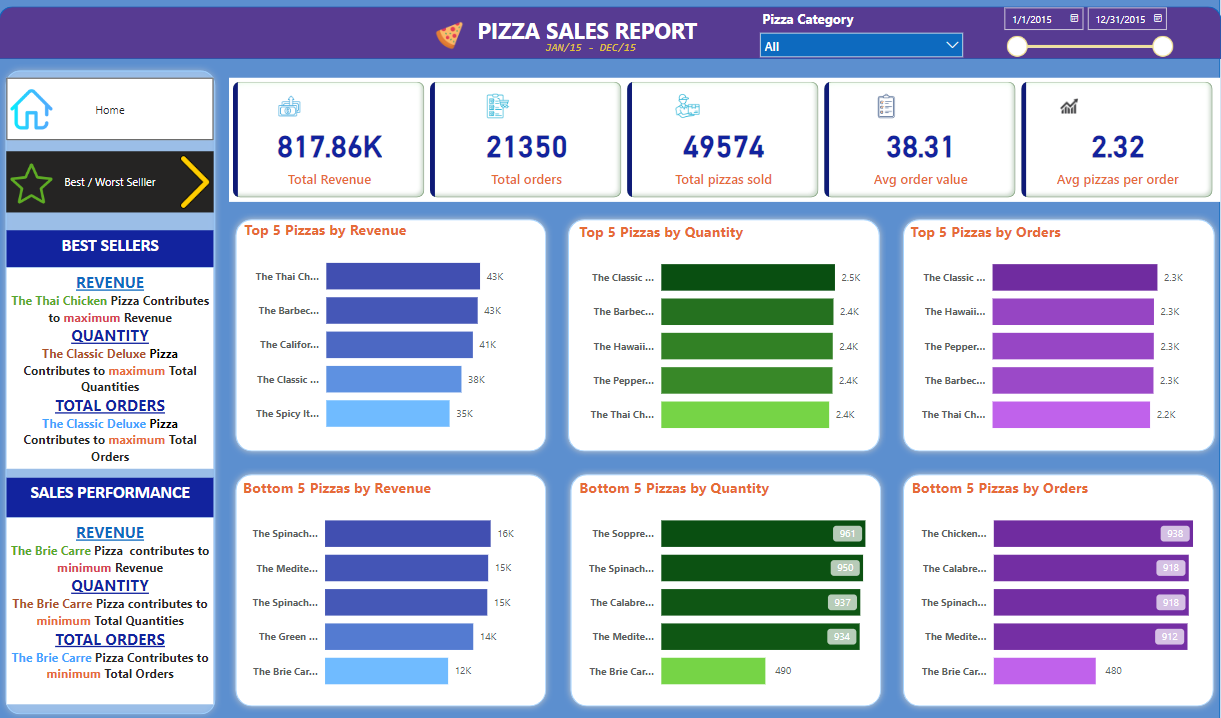 PIZZA SALES REPORT
JAN/15 - DEC/15
Pizza Category
All
1/1/2015
12/31/2015
Home
Best / Worst Seller
BEST SELLERS
REVENUE
The Thai Chicken Pizza Contributes
to maximum Revenue
QUANTITY
The Classic Deluxe Pizza
Contributes to maximum Total
Quantities
TOTAL ORDERS
The Classic Deluxe Pizza
Contributes to maximum Total
Orders
SALES PERFORMANCE
REVENUE
The Brie Carre Pizza contributes to
minimum Revenue
QUANTITY
The Brie Carre Pizza contributes to
minimum Total Quantities
TOTAL ORDERS
The Brie Carre Pizza Contributes to
minimum Total Orders
817.86K
Total Revenue
21350
Total orders
49574
Total pizzas sold
38.31
Avg order value
2.32
Avg pizzas per order
Top 5 Pizzas by Revenue
The Thai Ch... 43K
The Barbec... 43K
The Califor... 41K
The Classic ... 38K
The Spicy It... 35K
Top 5 Pizzas by Quantity
The Classic ... 2.5K
The Barbec... 2.4K
The Hawaii... 2.4K
The Pepper... 2.4K
The Thai Ch... 2.4K
Top 5 Pizzas by Orders
The Classic ... 2.3K
The Hawaii... 2.3K
The Pepper... 2.3K
The Barbec... 2.3K
The Thai Ch... 2.2K
Bottom 5 Pizzas by Revenue
The Spinach... 16K
The Medite... 15K
The Spinach... 15K
The Green ... 14K
The Brie Car... 12K
Bottom 5 Pizzas by Quantity
The Soppre... 961
The Spinach... 950
The Calabre... 937
The Medite... 934
The Brie Car... 490
Bottom 5 Pizzas by Orders
The Chicken... 938
The Calabre... 918
The Spinach... 918
The Medite... 912
The Brie Car... 480